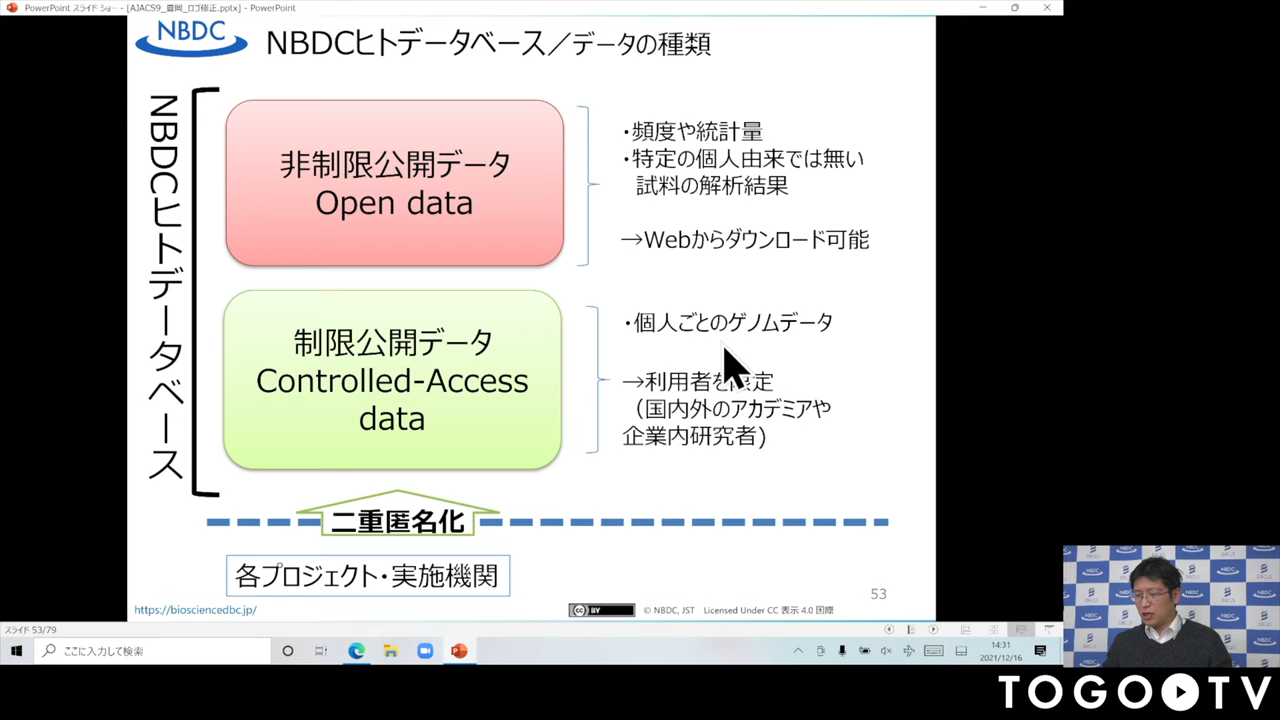 PowerPoint スライド ショー - [AJACS9_豊岡_ロゴ修正.pptx] - PowerPoint
NBDC
NBDCヒトデータベース／データの種類
NBDCヒトデータベース
非制限公開データ
Open data
・頻度や統計量
・特定の個人由来では無い
試料の解析結果
→Webからダウンロード可能
制限公開データ
Controlled-Access
data
・個人ごとのゲノムデータ
→利用者を限定
（国内外のアカデミアや
企業内研究者)
二重匿名化
各プロジェクト・実施機関
53
https://biosciencedbc.jp/
cc BY
© NBDC, JST Licensed Under CC 表示 4.0 国際
スライド 53/79
ここに入力して検索
14:31
2021/12/16
NBDC
TOGO TV